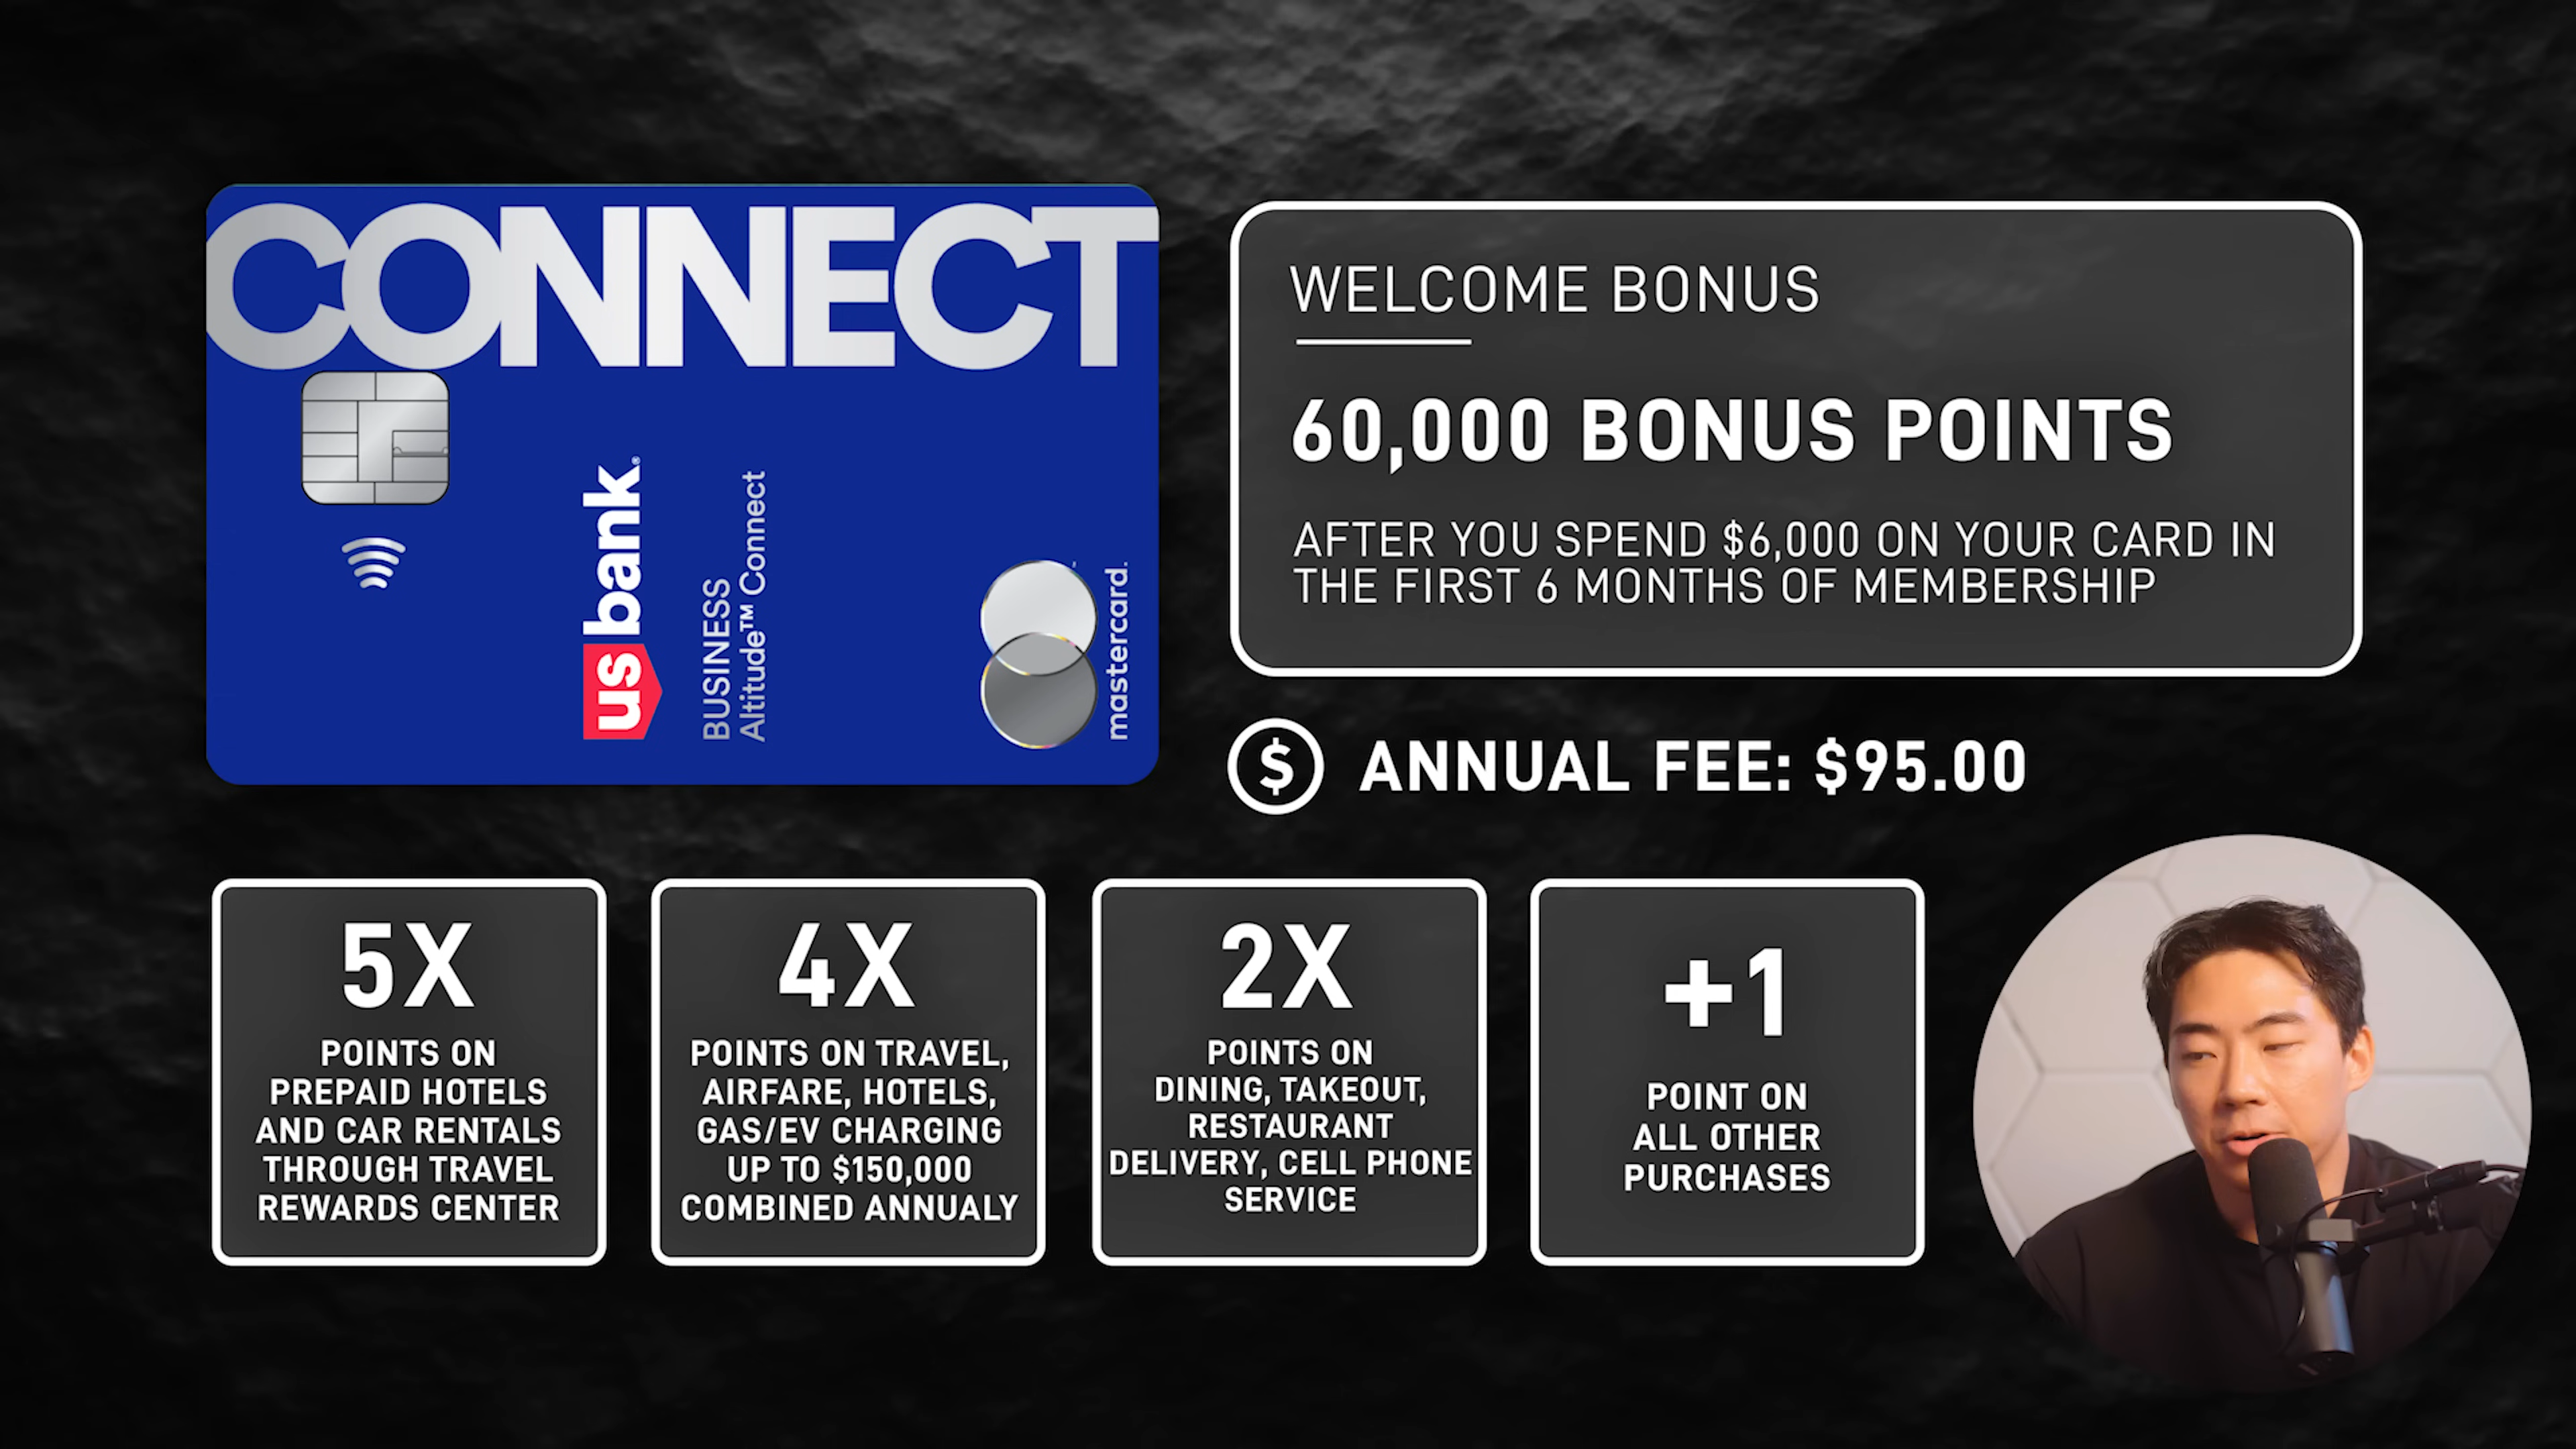 CONNECT
usbank®
BUSINESS
Altitude™ Connect
mastercard.
WELCOME BONUS
60,000 BONUS POINTS
AFTER YOU SPEND $6,000 ON YOUR CARD IN
THE FIRST 6 MONTHS OF MEMBERSHIP
$ ANNUAL FEE: $95.00
5X
POINTS ON
PREPAID HOTELS
AND CAR RENTALS
THROUGH TRAVEL
REWARDS CENTER
4X
POINTS ON TRAVEL,
AIRFARE, HOTELS,
GAS/EV CHARGING
UP TO $150,000
COMBINED ANNUALY
2X
POINTS ON
DINING, TAKEOUT,
RESTAURANT
DELIVERY, CELL PHONE
SERVICE
+1
POINT ON
ALL OTHER
PURCHASES